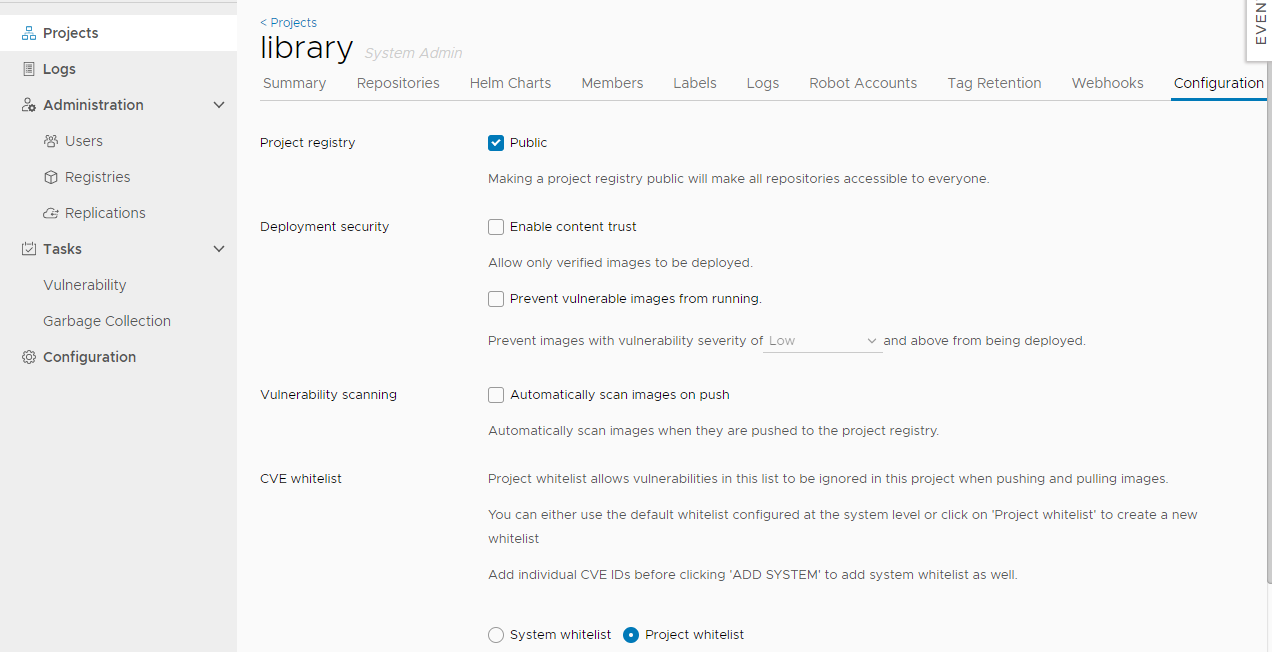 Projects
Logs
Administration
Users
Registries
Replications
Tasks
Vulnerability
Garbage Collection
Configuration
< Projects
library System Admin
Summary Repositories Helm Charts Members Labels Logs Robot Accounts Tag Retention Webhooks Configuration
Project registry Public
Making a project registry public will make all repositories accessible to everyone.
Deployment security Enable content trust
Allow only verified images to be deployed.
Prevent vulnerable images from running.
Prevent images with vulnerability severity of Low and above from being deployed.
Vulnerability scanning Automatically scan images on push
Automatically scan images when they are pushed to the project registry.
CVE whitelist Project whitelist allows vulnerabilities in this list to be ignored in this project when pushing and pulling images.
You can either use the default whitelist configured at the system level or click on 'Project whitelist' to create a new
whitelist
Add individual CVE IDs before clicking 'ADD SYSTEM' to add system whitelist as well.
System whitelist Project whitelist
EVEN